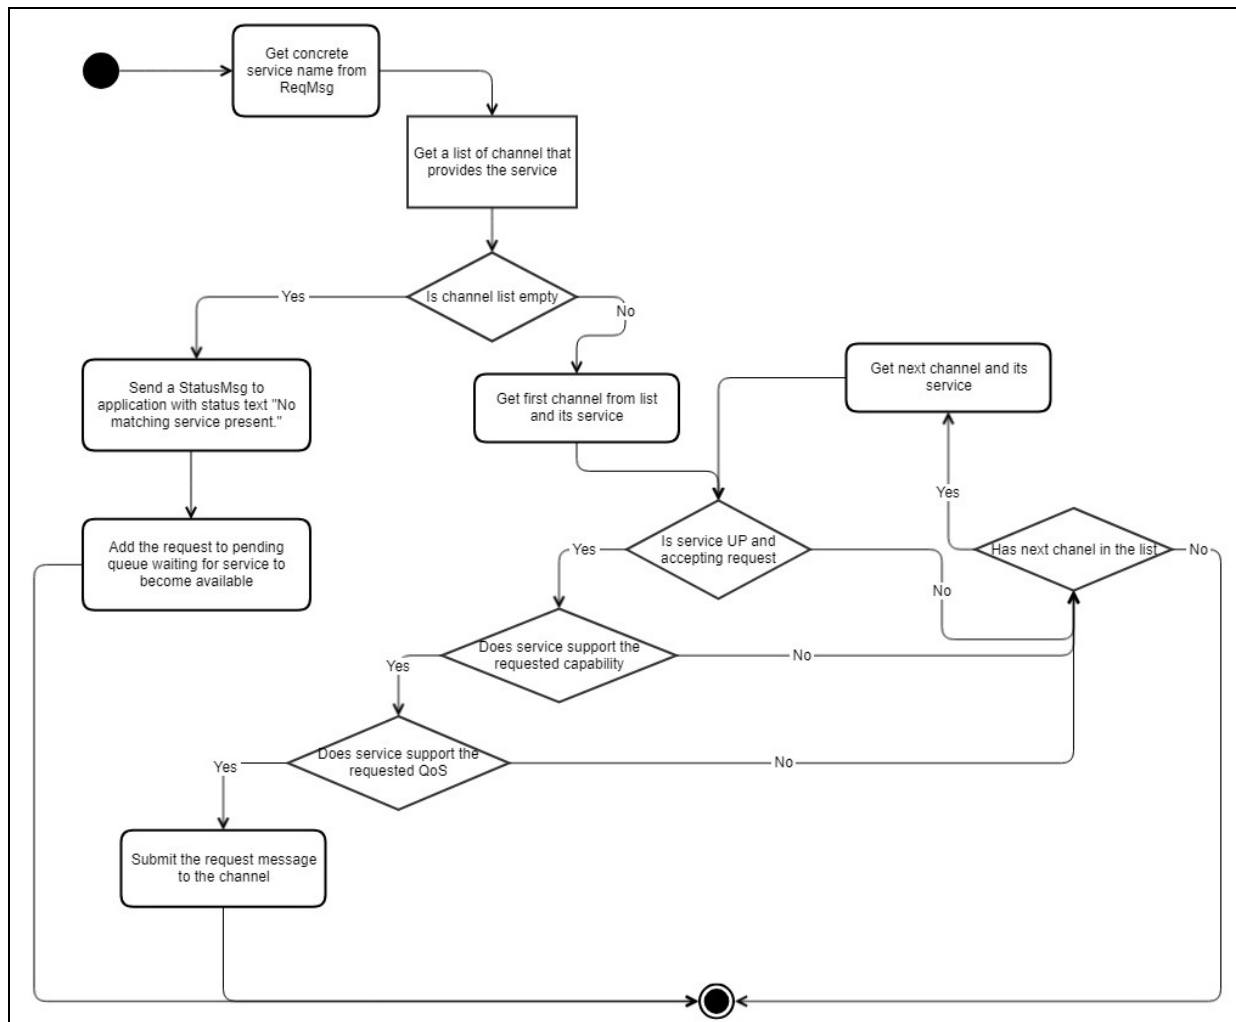 Get concrete
service name from
ReqMsg
Get a list of channel that
provides the service
Is channel list empty
Yes
No
Send a StatusMsg to
application with status text "No
matching service present."
Get first channel from list
and its service
Get next channel and its
service
Yes
Add the request to pending
queue waiting for service to
become available
Is service UP and
accepting request
Yes
No
Has next chanel in the list
No
Does service support the
requested capability
Yes
No
Does service support the
requested QoS
Yes
No
Submit the request message
to the channel